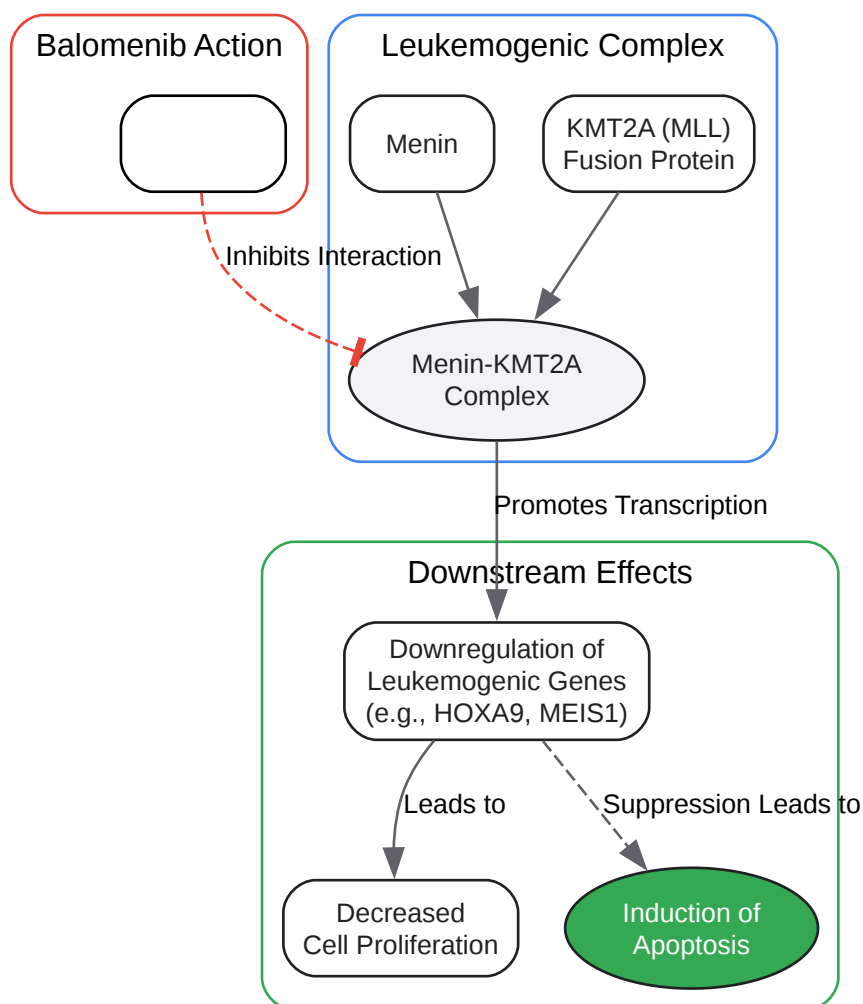 Balomenib Action
Leukemogenic Complex
Menin
KMT2A (MLL)
Fusion Protein
Inhibits Interaction
Menin-KMT2A
Complex
Promotes Transcription
Downstream Effects
Downregulation of
Leukemogenic Genes
(e.g., HOXA9, MEIS1)
Leads to
Suppression Leads to
Decreased
Cell Proliferation
Induction of
Apoptosis